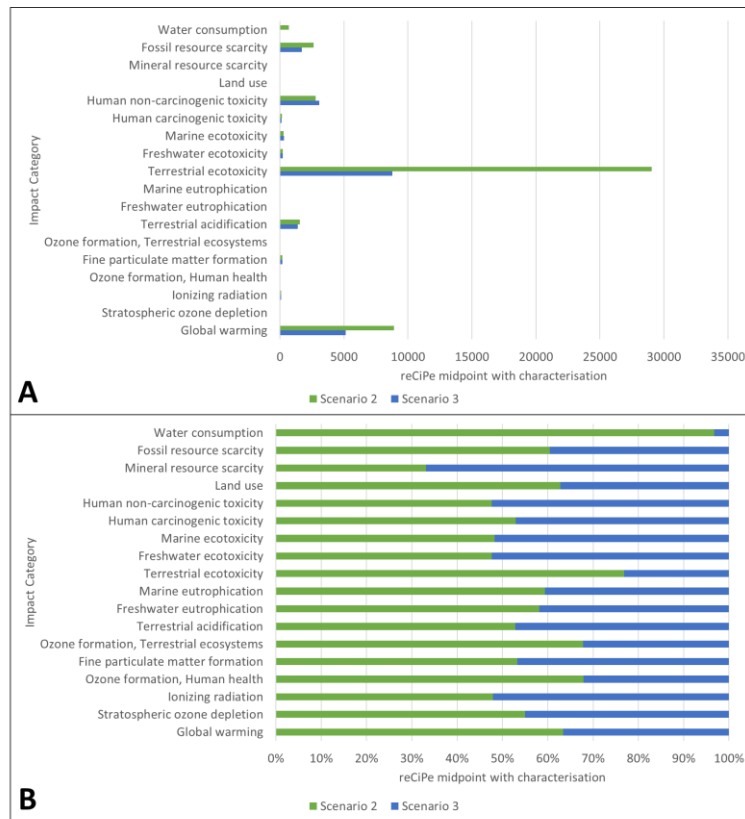 Water consumption
Fossil resource scarcity
Mineral resource scarcity
Land use
Human non-carcinogenic toxicity
Human carcinogenic toxicity
Marine ecotoxicity
Freshwater ecotoxicity
Terrestrial ecotoxicity
Marine eutrophication
Freshwater eutrophication
Terrestrial acidification
Ozone formation, Terrestrial ecosystems
Fine particulate matter formation
Ozone formation, Human health
Ionizing radiation
Stratospheric ozone depletion
Global warming
Impact Category
0 5000 10000 15000 20000 25000 30000 35000
reCiPe midpoint with characterisation
Scenario 2 Scenario 3
A
Water consumption
Fossil resource scarcity
Mineral resource scarcity
Land use
Human non-carcinogenic toxicity
Human carcinogenic toxicity
Marine ecotoxicity
Freshwater ecotoxicity
Terrestrial ecotoxicity
Marine eutrophication
Freshwater eutrophication
Terrestrial acidification
Ozone formation, Terrestrial ecosystems
Fine particulate matter formation
Ozone formation, Human health
Ionizing radiation
Stratospheric ozone depletion
Global warming
Impact Category
0% 10% 20% 30% 40% 50% 60% 70% 80% 90% 100%
reCiPe midpoint with characterisation
Scenario 2 Scenario 3
B